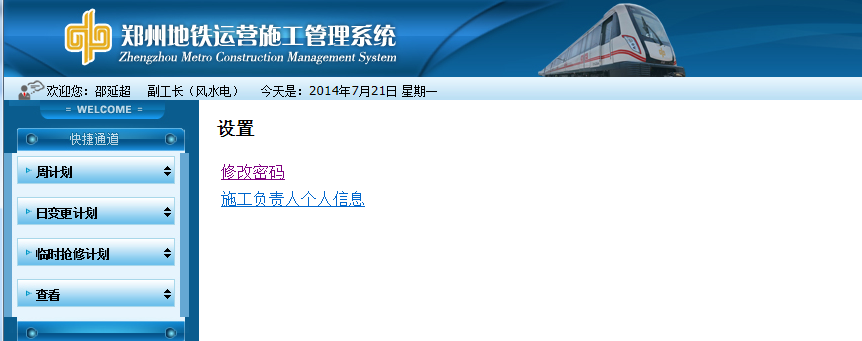 郑州地铁运营施工管理系统
Zhengzhou Metro Construction Management System
欢迎您：邵延超 副工长（风水电） 今天是：2014年7月21日 星期一
= WELCOME =
快捷通道
周计划
日变更计划
临时抢修计划
查看
设置
修改密码
施工负责人个人信息